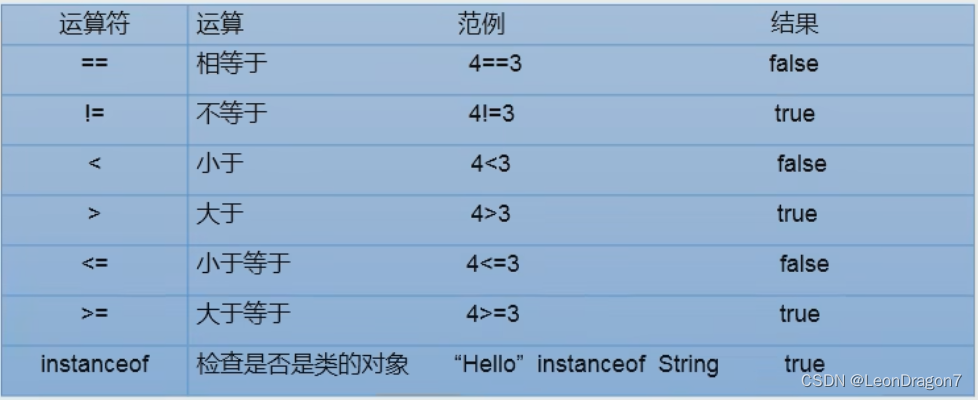 运算符 运算 范例 结果
== 相等于 4==3 false
!= 不等于 4!=3 true
< 小于 4<3 false
> 大于 4>3 true
<= 小于等于 4<=3 false
>= 大于等于 4>=3 true
instanceof 检查是否是类的对象 “Hello” instanceof String true
CSDN @LeonDragon7